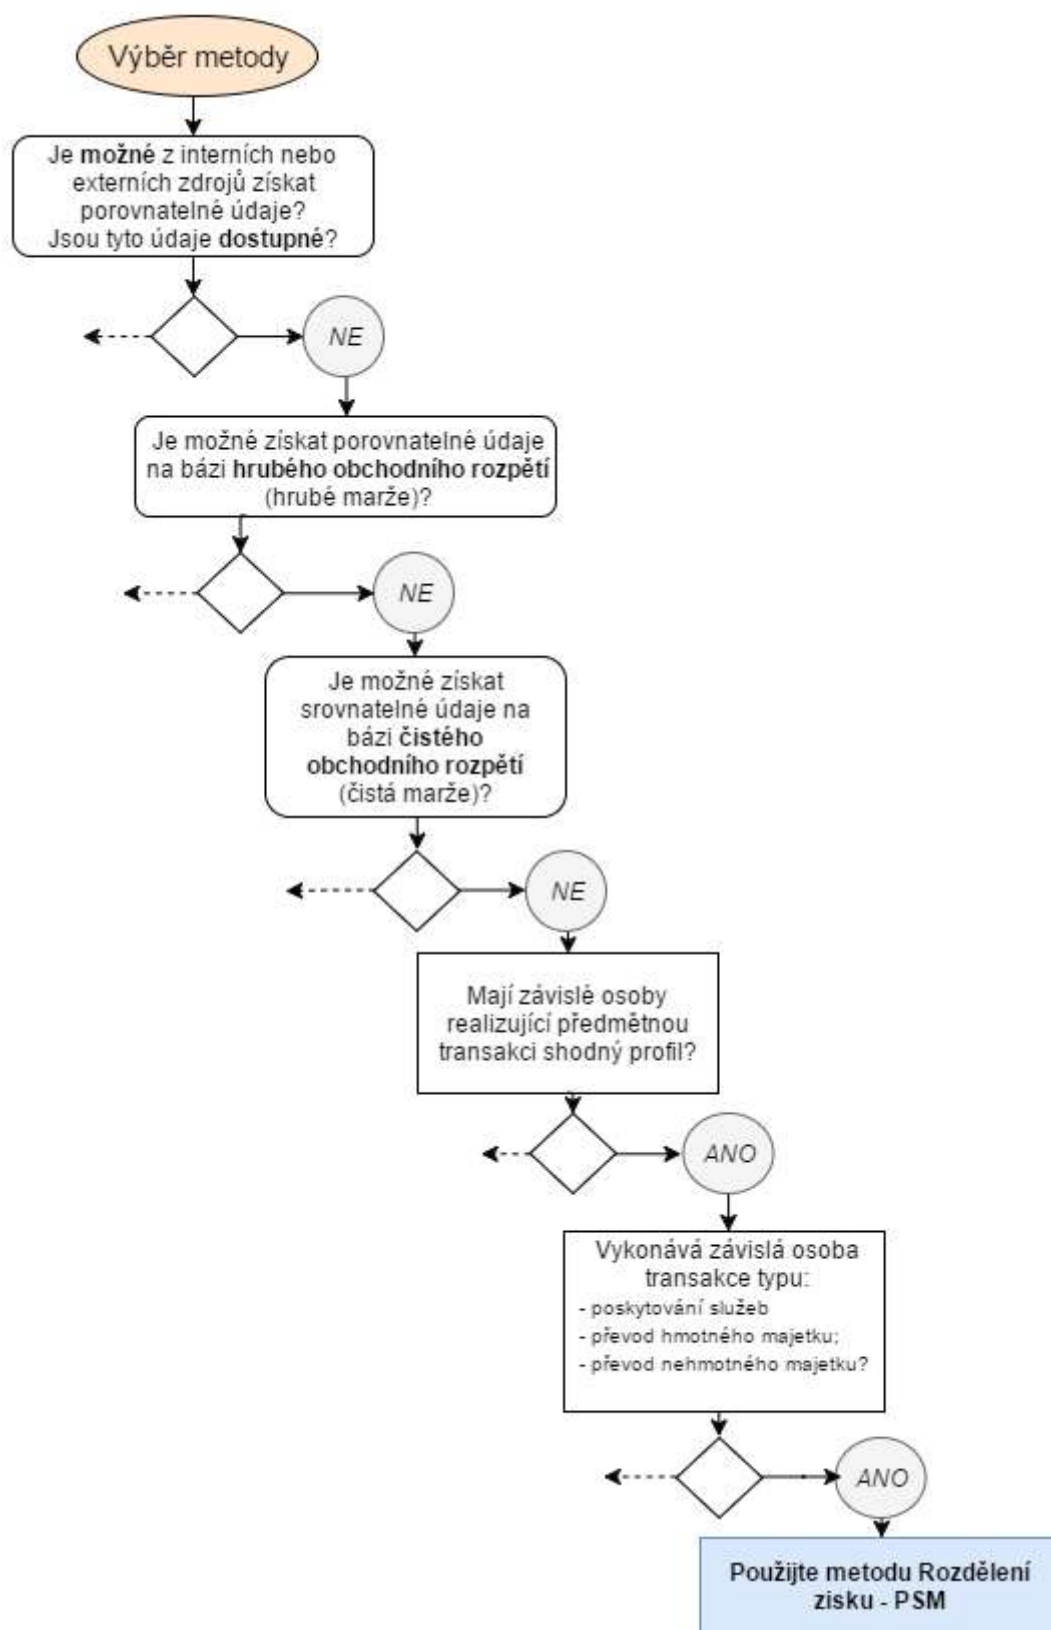 Výběr metody
Je možné z interních nebo
externích zdrojů získat
porovnatelné údaje?
Jsou tyto údaje dostupné?
NE
Je možné získat porovnatelné údaje
na bázi hrubého obchodního rozpětí
(hrubé marže)?
NE
Je možné získat
srovnatelné údaje na
bázi čistého
obchodního rozpětí
(čistá marže)?
NE
Mají závislé osoby
realizující předmětnou
transakci shodný profil?
ANO
Vykonává závislá osoba
transakce typu:
- poskytování služeb
- převod hmotného majetku;
- převod nehmotného majetku?
ANO
Použijte metodu Rozdělení
zisku - PSM